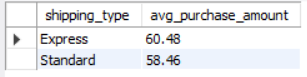 shipping_type avg_purchase_amount
Express 60.48
Standard 58.46